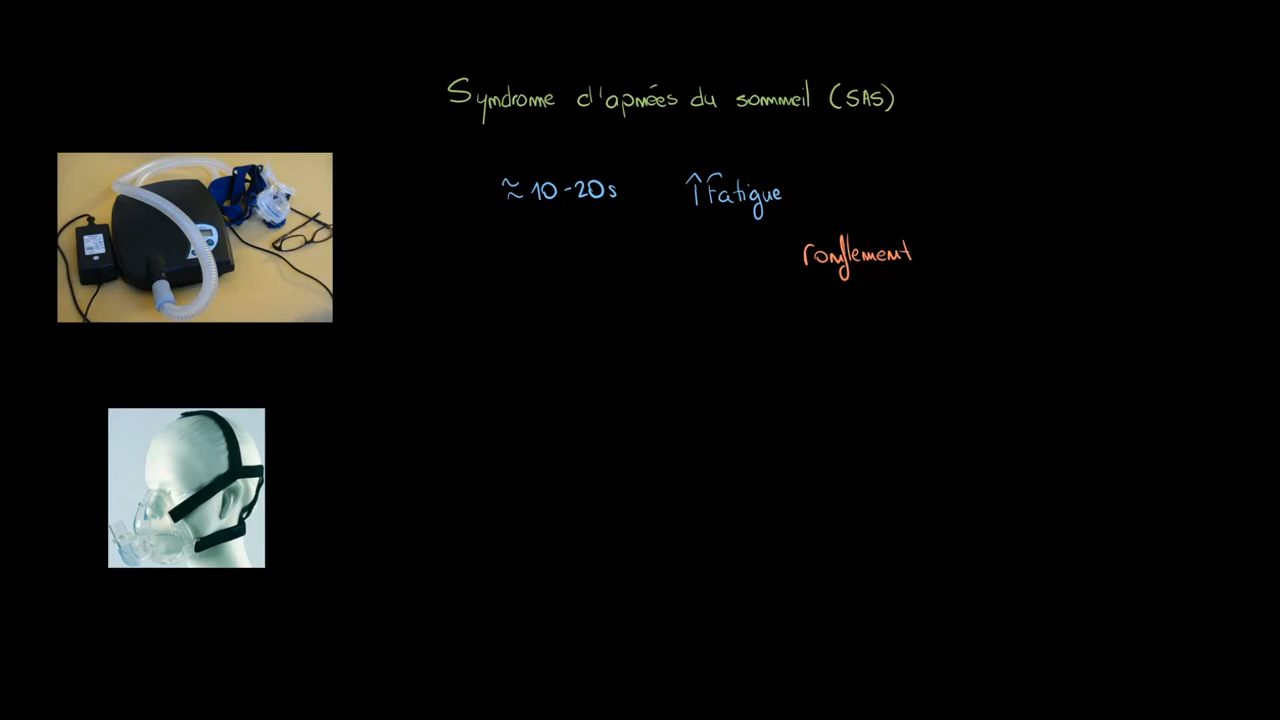 Syndrome d'apnées du sommeil (SAS)
≈ 10-20s ↑Fatigue
ronflement